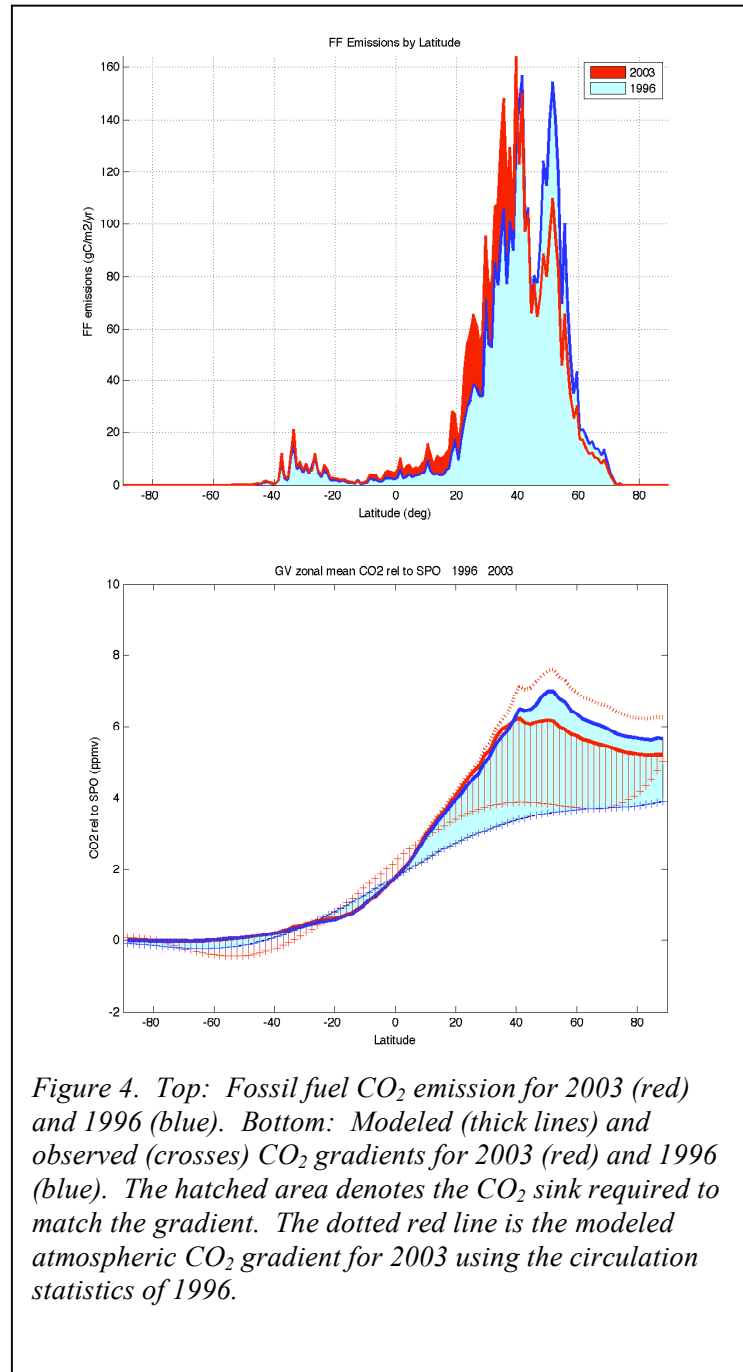 FF Emissions by Latitude
2003
1996
FF emissions (gC/m2/yr)
160
140
120
100
80
60
40
20
0
-80 -60 -40 -20 0 20 40 60 80
Latitude (deg)
GV zonal mean CO2 rel to SPO 1996 2003
CO2 rel to SPO (ppmv)
10
8
6
4
2
0
-2
-80 -60 -40 -20 0 20 40 60 80
Latitude
Figure 4. Top: Fossil fuel CO₂ emission for 2003 (red)
and 1996 (blue). Bottom: Modeled (thick lines) and
observed (crosses) CO₂ gradients for 2003 (red) and 1996
(blue). The hatched area denotes the CO₂ sink required to
match the gradient. The dotted red line is the modeled
atmospheric CO₂ gradient for 2003 using the circulation
statistics of 1996.